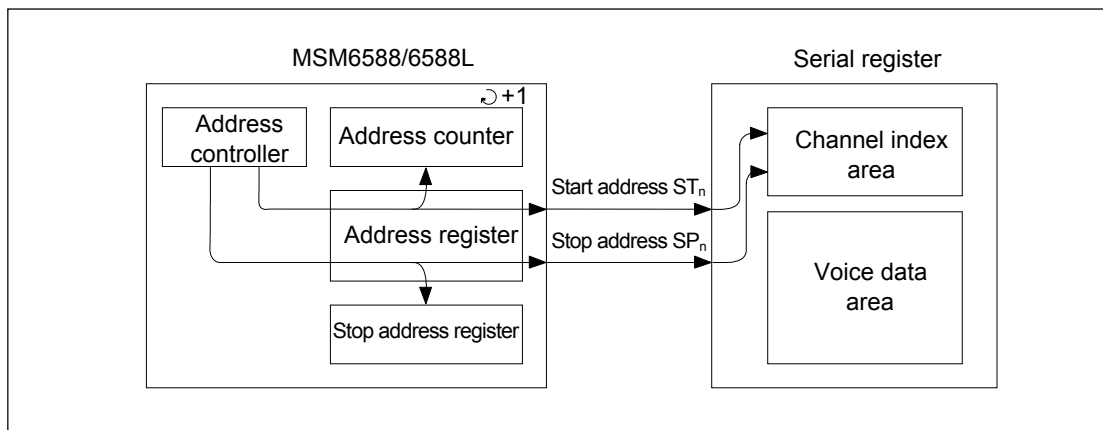 MSM6588/6588L
Serial register
+1
Address
controller
Address counter
Channel index
area
Start address STn
Address register
Stop address SPn
Voice data
area
Stop address register